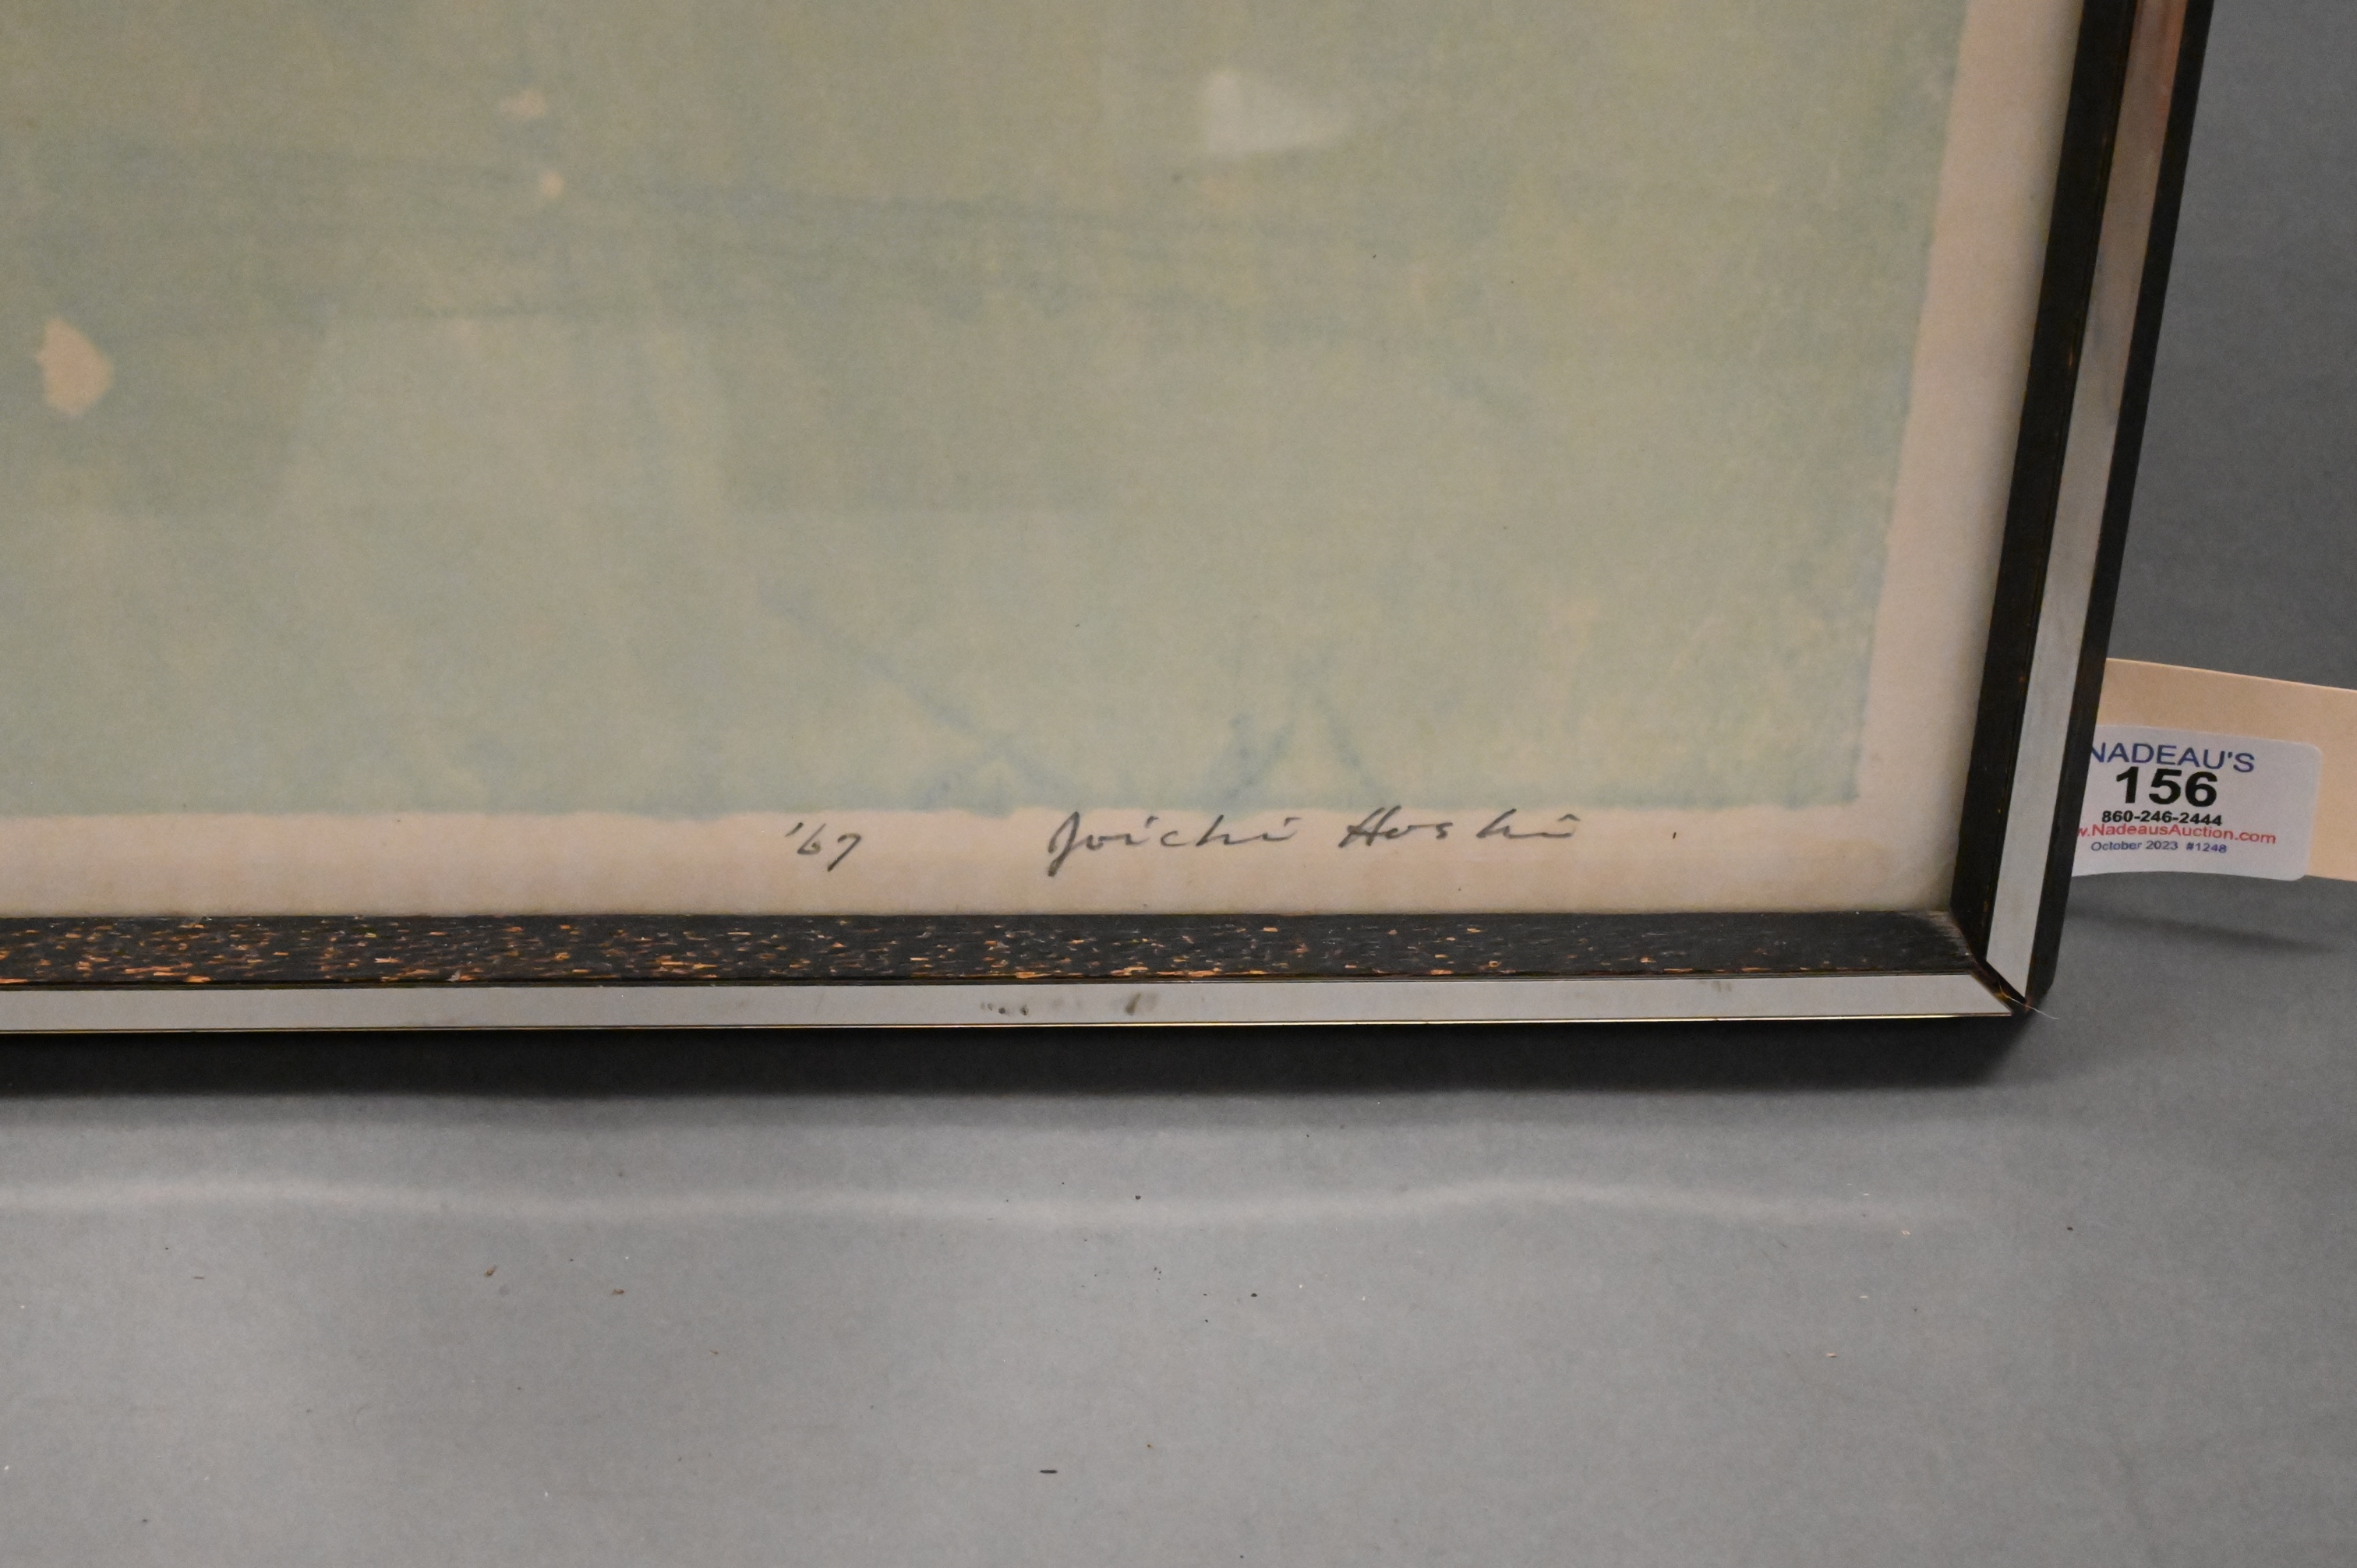 '67 Joichi Hoshi
NADEAU'S
156
860-246-2444
w.NadeausAuction.com
October 2023 #1248